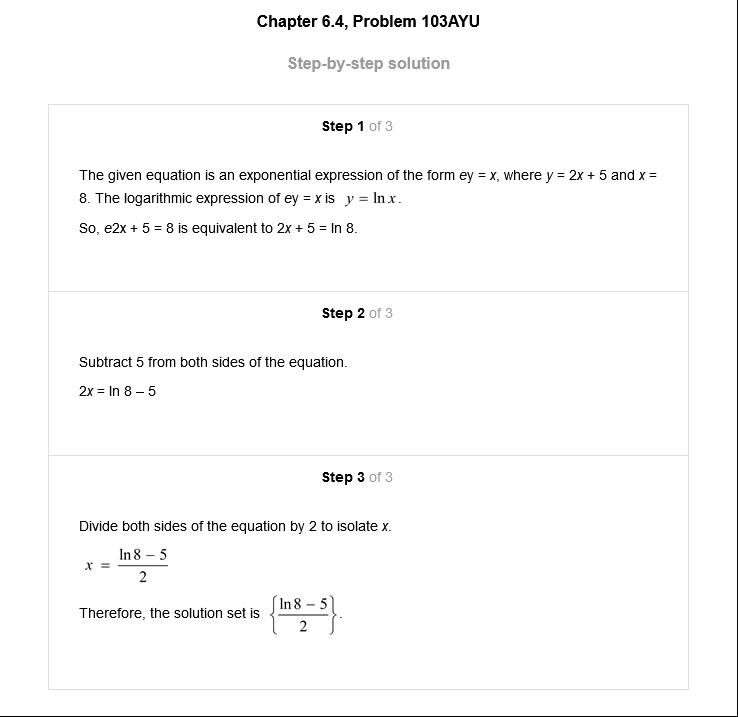 Chapter 6.4, Problem 103AYU
Step-by-step solution
Step 1 of 3
The given equation is an exponential expression of the form ey = x, where y = 2x + 5 and x =
8. The logarithmic expression of ey = x is y = ln x.
So, e2x + 5 = 8 is equivalent to 2x + 5 = ln 8.
Step 2 of 3
Subtract 5 from both sides of the equation.
2x = ln 8 – 5
Step 3 of 3
Divide both sides of the equation by 2 to isolate x.
x = \frac{ln 8 − 5}{2}
Therefore, the solution set is {\frac{ln 8 − 5}{2}}.